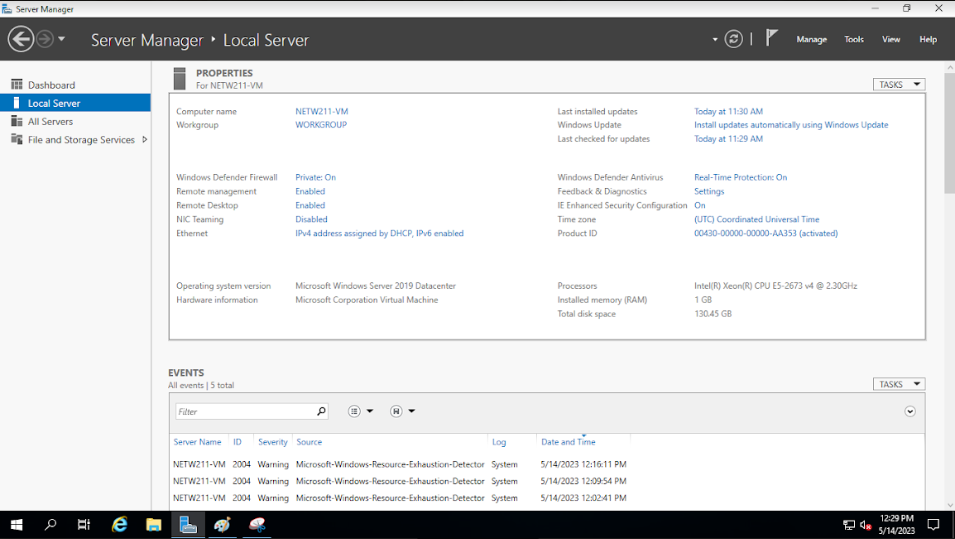 Server Manager
Server Manager • Local Server
Manage Tools View Help
Dashboard
Local Server
All Servers
File and Storage Services
PROPERTIES
For NETW211-VM
TASKS
Computer name NETW211-VM Last installed updates Today at 11:30 AM
Workgroup WORKGROUP Windows Update Install updates automatically using Windows Update
Last checked for updates Today at 11:29 AM
Windows Defender Firewall Private: On Windows Defender Antivirus Real-Time Protection: On
Remote management Enabled Feedback & Diagnostics Settings
Remote Desktop Enabled IE Enhanced Security Configuration On
NIC Teaming Disabled Time zone (UTC) Coordinated Universal Time
Ethernet IPv4 address assigned by DHCP, IPv6 enabled Product ID 00430-00000-00000-AA353 (activated)
Operating system version Microsoft Windows Server 2019 Datacenter Processors Intel(R) Xeon(R) CPU E5-2673 v4 @ 2.30GHz
Hardware information Microsoft Corporation Virtual Machine Installed memory (RAM) 1 GB
Total disk space 130.45 GB
EVENTS
All events | 5 total
TASKS
Filter
Server Name ID Severity Source Log Date and Time
NETW211-VM 2004 Warning Microsoft-Windows-Resource-Exhaustion-Detector System 5/14/2023 12:16:11 PM
NETW211-VM 2004 Warning Microsoft-Windows-Resource-Exhaustion-Detector System 5/14/2023 12:09:54 PM
NETW211-VM 2004 Warning Microsoft-Windows-Resource-Exhaustion-Detector System 5/14/2023 12:02:41 PM
12:29 PM
5/14/2023